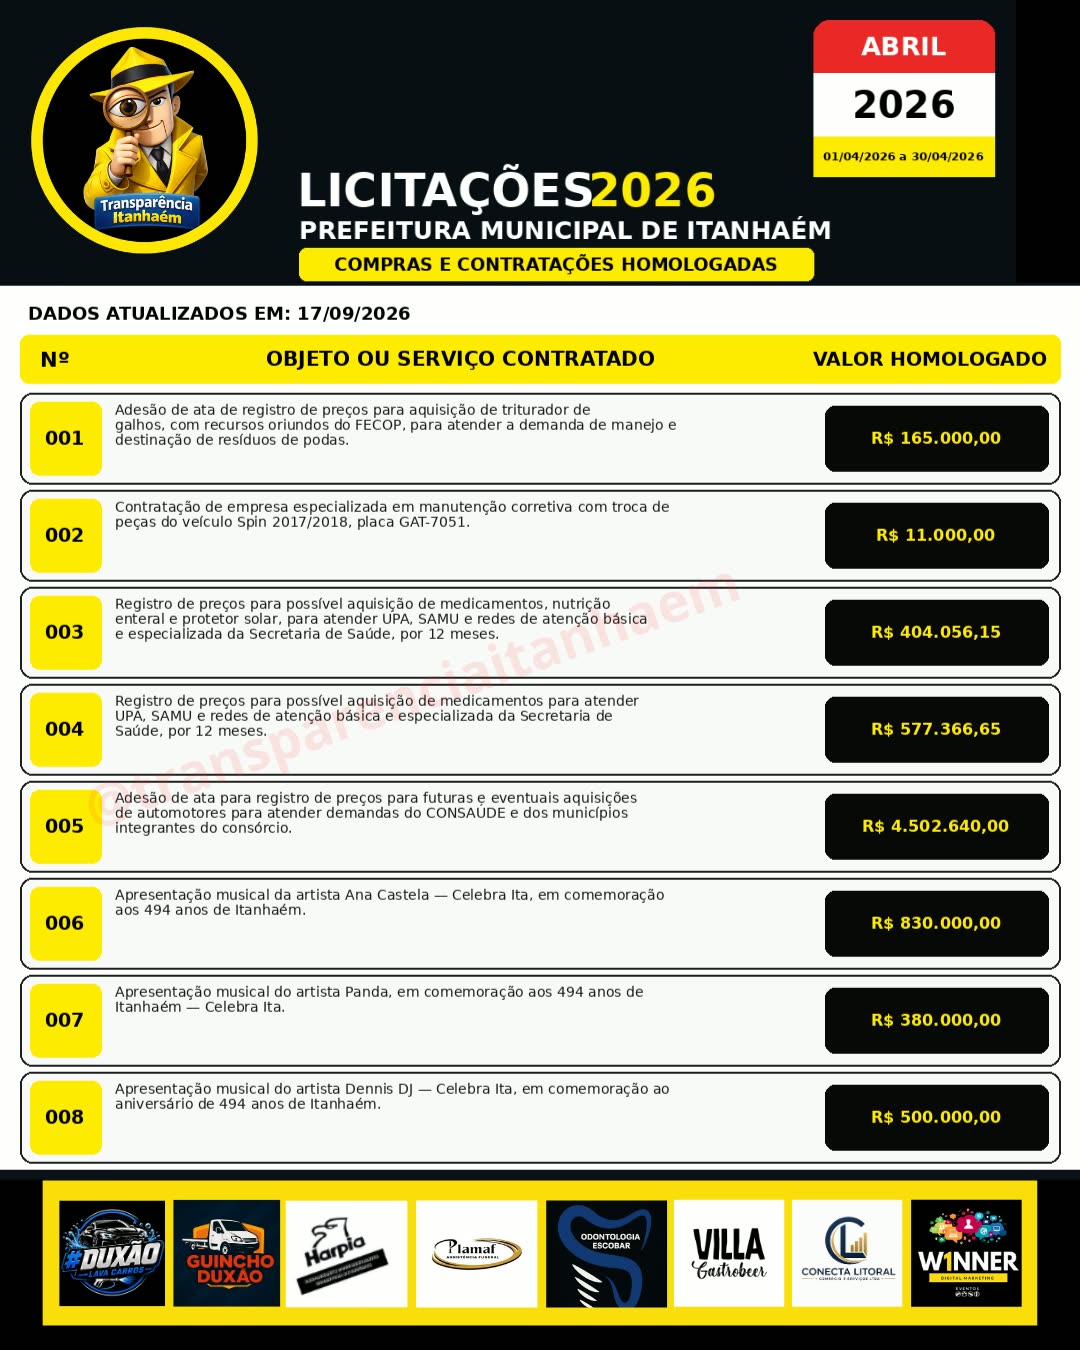 ABRIL
2026
01/04/2026 a 30/04/2026
Transparência
Itanhaém
LICITAÇÕES2026
PREFEITURA MUNICIPAL DE ITANHAÉM
COMPRAS E CONTRATAÇÕES HOMOLOGADAS
DADOS ATUALIZADOS EM: 17/09/2026
Nº OBJETO OU SERVIÇO CONTRATADO VALOR HOMOLOGADO
Adesão de ata de registro de preços para aquisição de triturador de
galhos, com recursos oriundos do FECOP, para atender a demanda de manejo e
destinação de resíduos de podas.
001 R$ 165.000,00
Contratação de empresa especializada em manutenção corretiva com troca de
peças do veículo Spin 2017/2018, placa GAT-7051.
002 R$ 11.000,00
Registro de preços para possível aquisição de medicamentos, nutrição
enteral e protetor solar, para atender UPA, SAMU e redes de atenção básica
e especializada da Secretaria de Saúde, por 12 meses.
003 R$ 404.056,15
Registro de preços para possível aquisição de medicamentos para atender
UPA, SAMU e redes de atenção básica e especializada da Secretaria de
Saúde, por 12 meses.
004 R$ 577.366,65
@transparenciaitanhaem
Adesão de ata para registro de preços para futuras e eventuais aquisições
de automotores para atender demandas do CONSAÚDE e dos municípios
integrantes do consórcio.
005 R$ 4.502.640,00
Apresentação musical da artista Ana Castela — Celebra Ita, em comemoração
aos 494 anos de Itanhaém.
006 R$ 830.000,00
Apresentação musical do artista Panda, em comemoração aos 494 anos de
Itanhaém — Celebra Ita.
007 R$ 380.000,00
Apresentação musical do artista Dennis DJ — Celebra Ita, em comemoração ao
aniversário de 494 anos de Itanhaém.
008 R$ 500.000,00
#DUXÃO
LAVA CARROS
GUINCHO
DUXÃO
Harpia
Plamaf
ASSISTÊNCIA FUNERAL
ODONTOLOGIA
ESCOBAR
VILLA
Gastrobeer
CONECTA LITORAL
COMÉRCIO E SERVIÇOS LTDA
W1NNER
DIGITAL MARKETING
EVENTOS